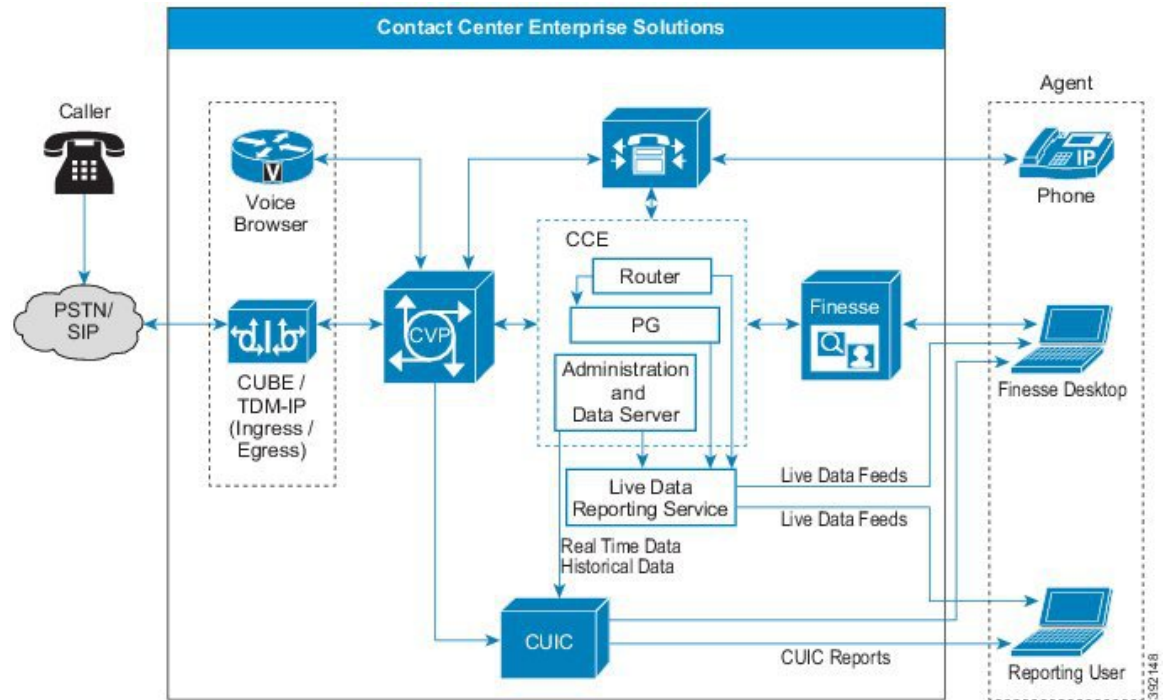 Contact Center Enterprise Solutions
Caller
Voice
Browser
V
PSTN/
SIP
CUBE /
TDM-IP
(Ingress /
Egress)
CVP
CCE
Router
PG
Administration
and
Data Server
Live Data
Reporting Service
Real Time Data
Historical Data
CUIC
Finesse
Live Data Feeds
Live Data Feeds
CUIC Reports
Agent
IP
Phone
Finesse Desktop
Reporting User
392148